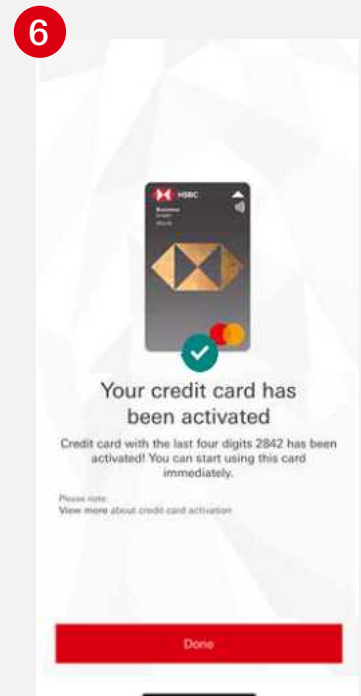 6
HSBC
Business
Your credit card has
been activated
Credit card with the last four digits 2842 has been
activated! You can start using this card
immediately.
Please note
View more about credit card activation
Done